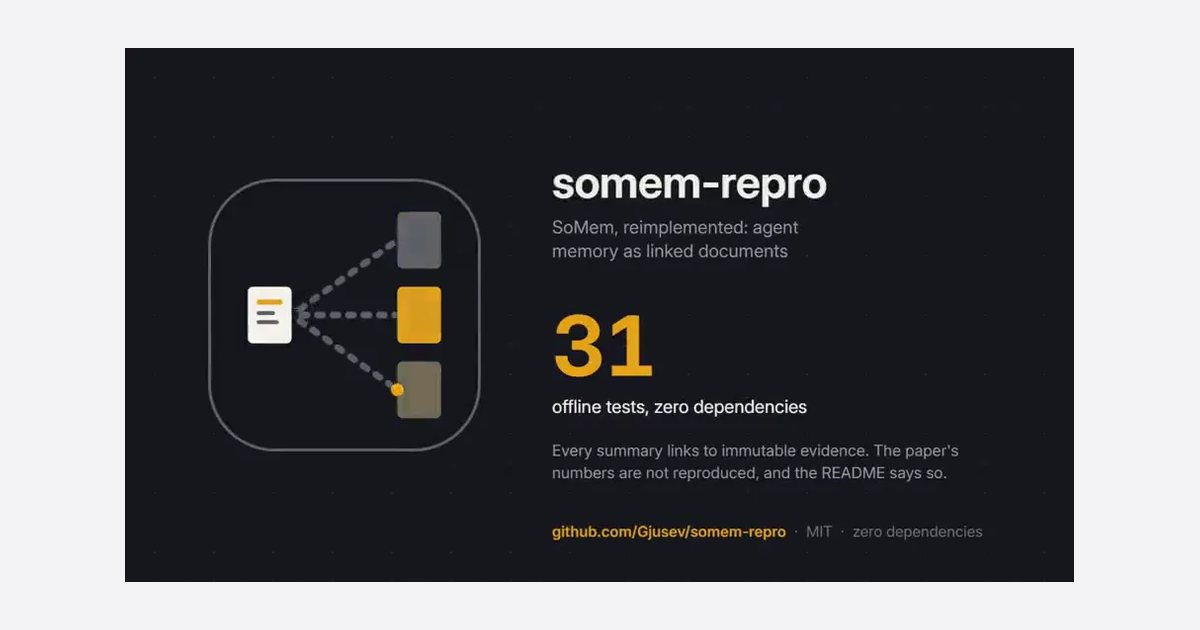 somem-repro
SoMem, reimplemented: agent
memory as linked documents
31
offline tests, zero dependencies
Every summary links to immutable evidence. The paper's
numbers are not reproduced, and the README says so.
github.com/Gjusev/somem-repro · MIT · zero dependencies